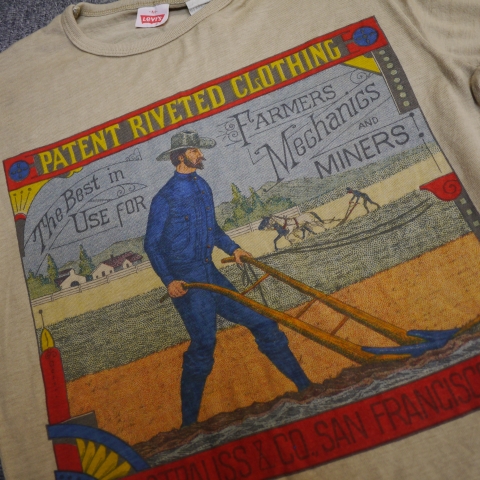 LEVI'S
PATENT RIVETED CLOTHING
The Best in
USE FOR
FARMERS
Mechanics
AND
MINERS
STRAUSS & CO. SAN FRANCISCO